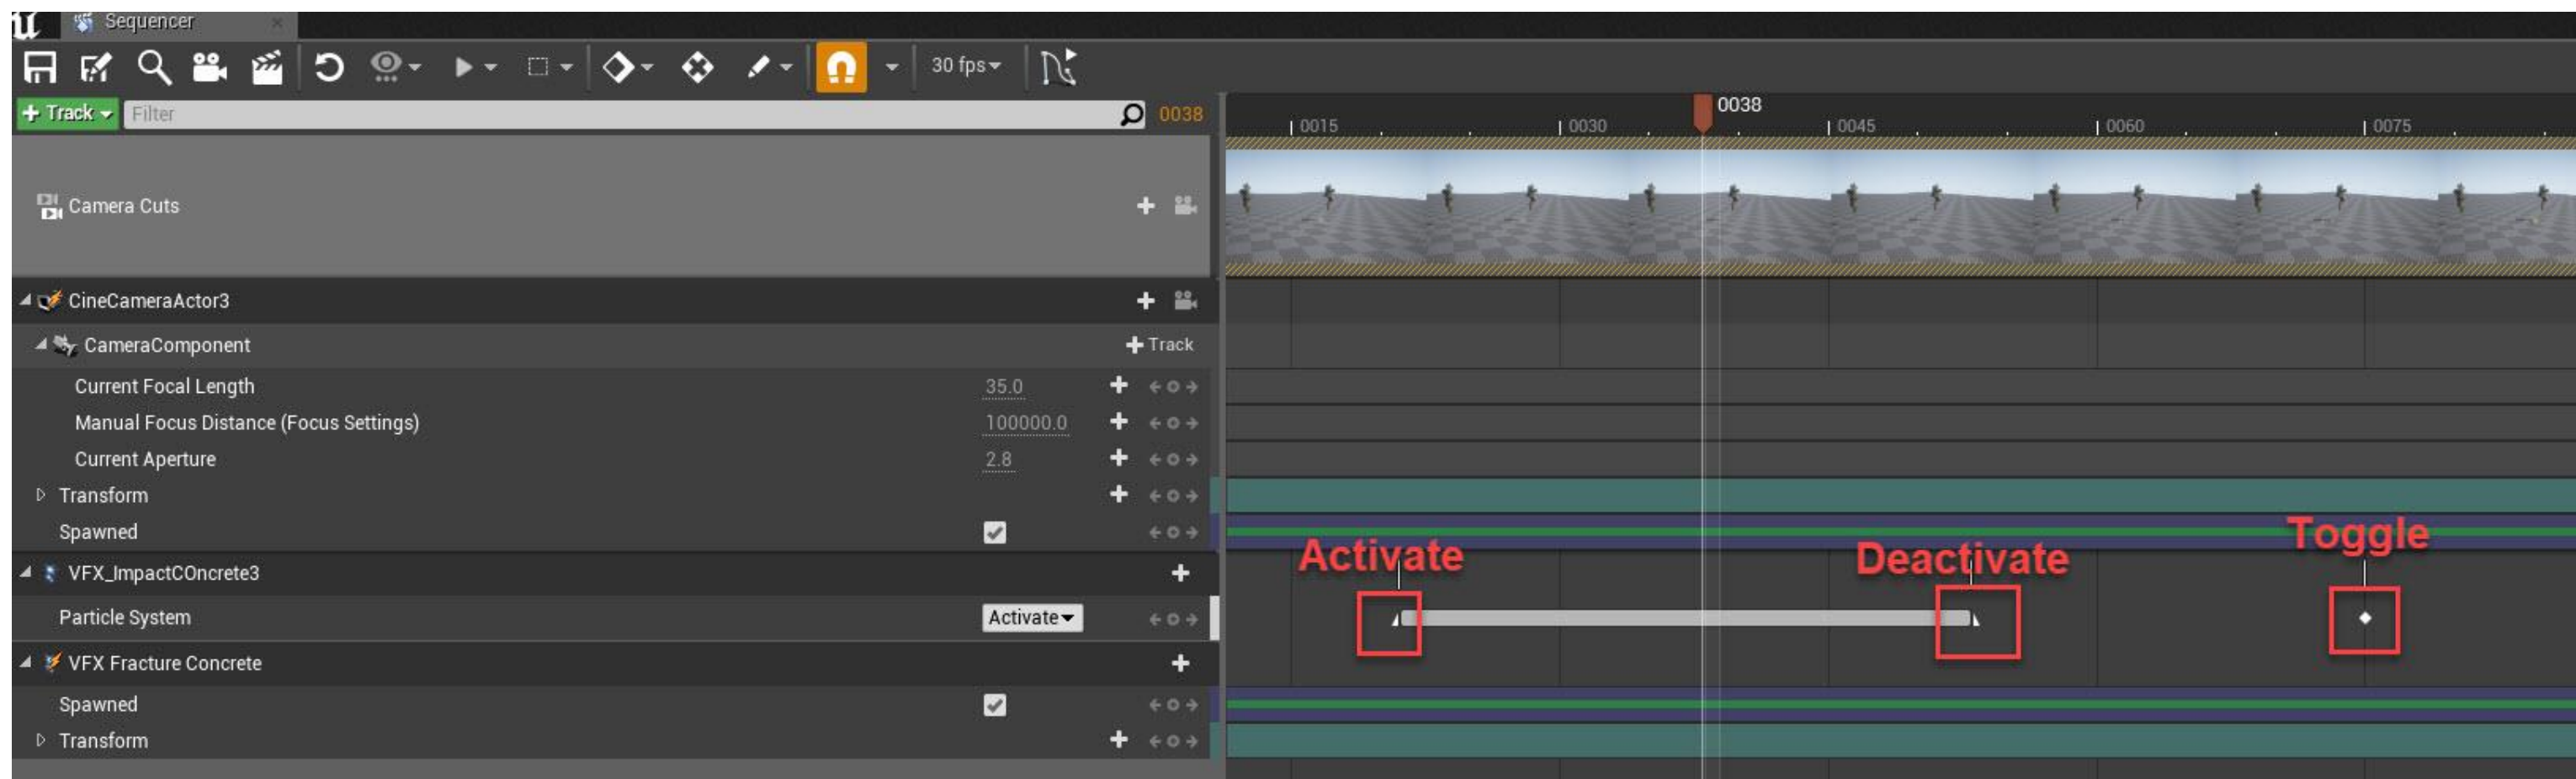 Sequencer
30 fps
Track Filter 0038
0038
0015 0030 0045 0060 0075
Camera Cuts
CineCameraActor3
CameraComponent Track
Current Focal Length 35.0
Manual Focus Distance (Focus Settings) 100000.0
Current Aperture 2.8
Transform
Spawned
Toggle
Activate
Deactivate
VFX_ImpactCOncrete3
Particle System Activate
VFX Fracture Concrete
Spawned
Transform